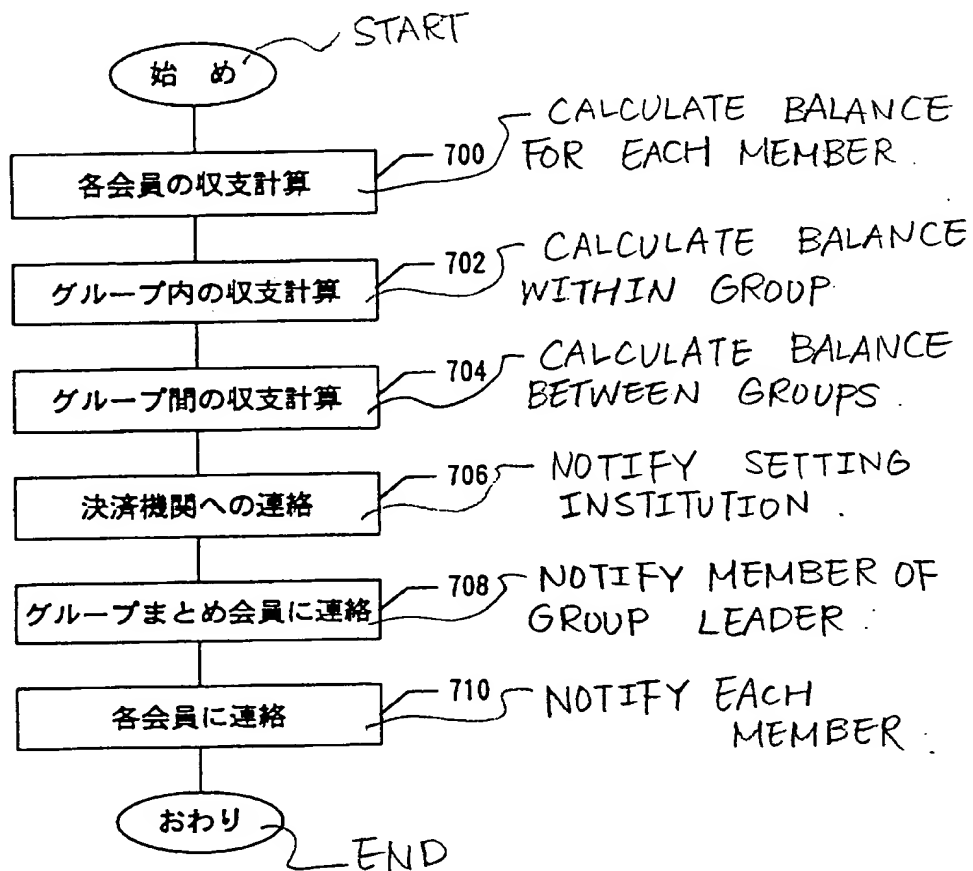 START
始 め
CALCULATE BALANCE
FOR EACH MEMBER.
700
各会員の収支計算
CALCULATE BALANCE
WITHIN GROUP
702
グループ内の収支計算
CALCULATE BALANCE
BETWEEN GROUPS.
704
グループ間の収支計算
NOTIFY SETTING
INSTITUTION.
706
決済機関への連絡
NOTIFY MEMBER OF
GROUP LEADER.
708
グループまとめ会員に連絡
NOTIFY EACH
MEMBER.
710
各会員に連絡
おわり
END